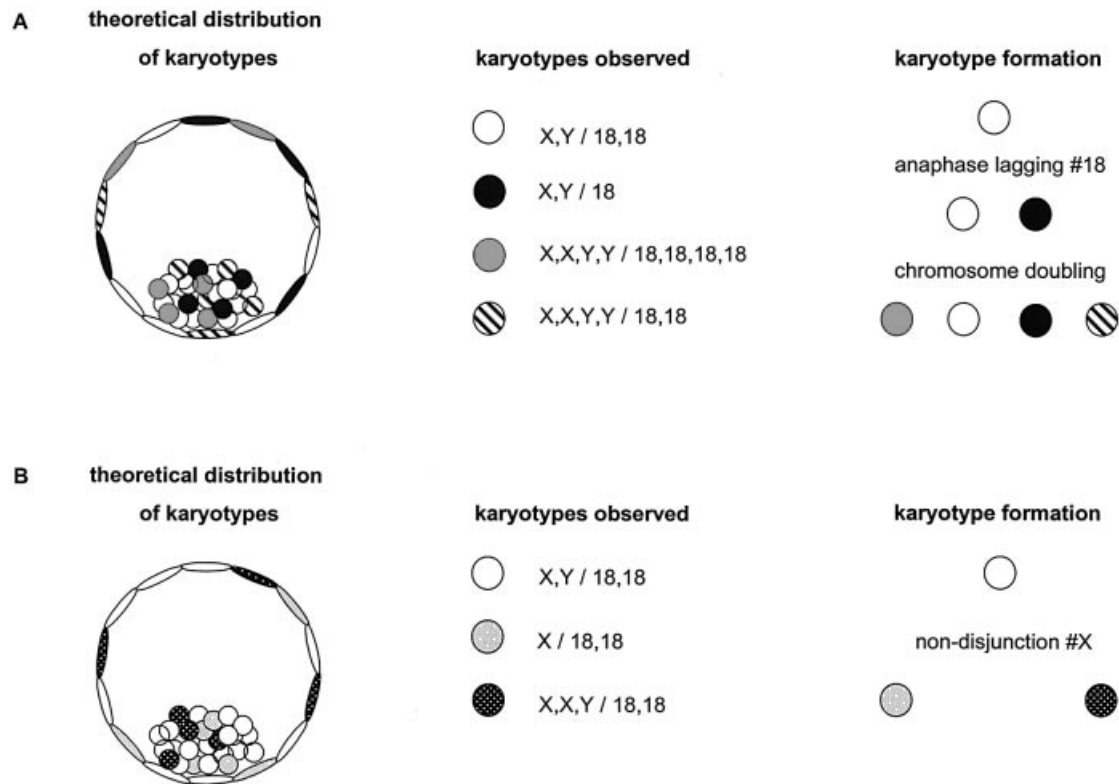 A
theoretical distribution
of karyotypes
karyotypes observed
karyotype formation
X,Y / 18,18
X,Y / 18
X,X,Y,Y / 18,18,18,18
X,X,Y,Y / 18,18
anaphase lagging #18
chromosome doubling
B
theoretical distribution
of karyotypes
karyotypes observed
karyotype formation
X,Y / 18,18
X / 18,18
X,X,Y / 18,18
non-disjunction #X